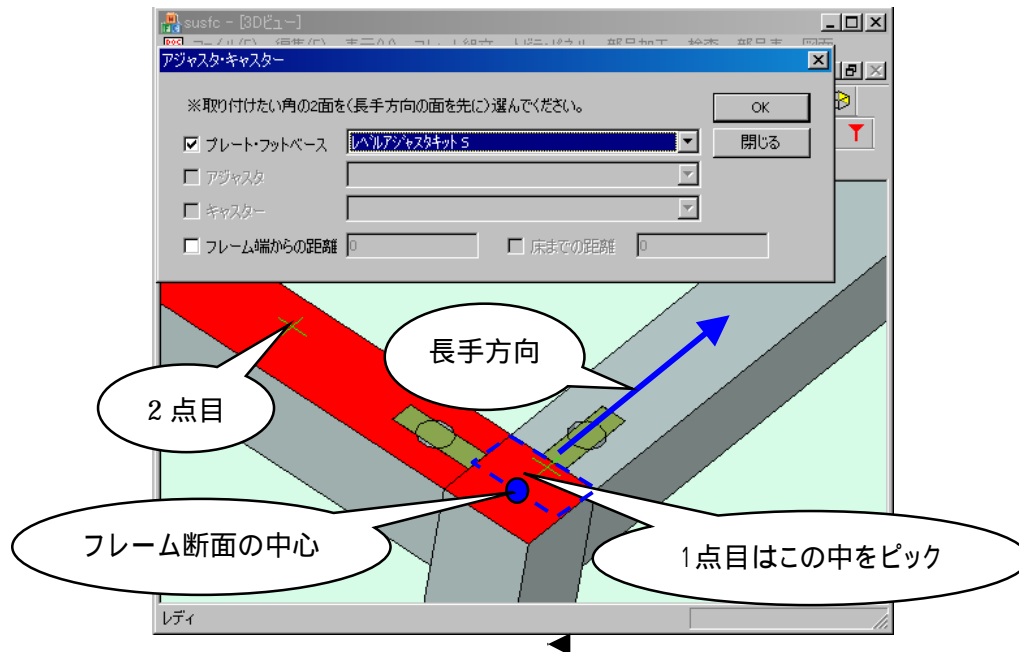 susfc - [3Dビュー]
アジャスタ・キャスター
※取り付けたい角の2面を(長手方向の面を先に)選んでください。
OK
プレート・フットベース
レベルアジャスタキット S
閉じる
アジャスタ
キャスター
フレーム端からの距離
0
床までの距離
0
長手方向
2 点目
フレーム断面の中心
1点目はこの中をピック
レディ